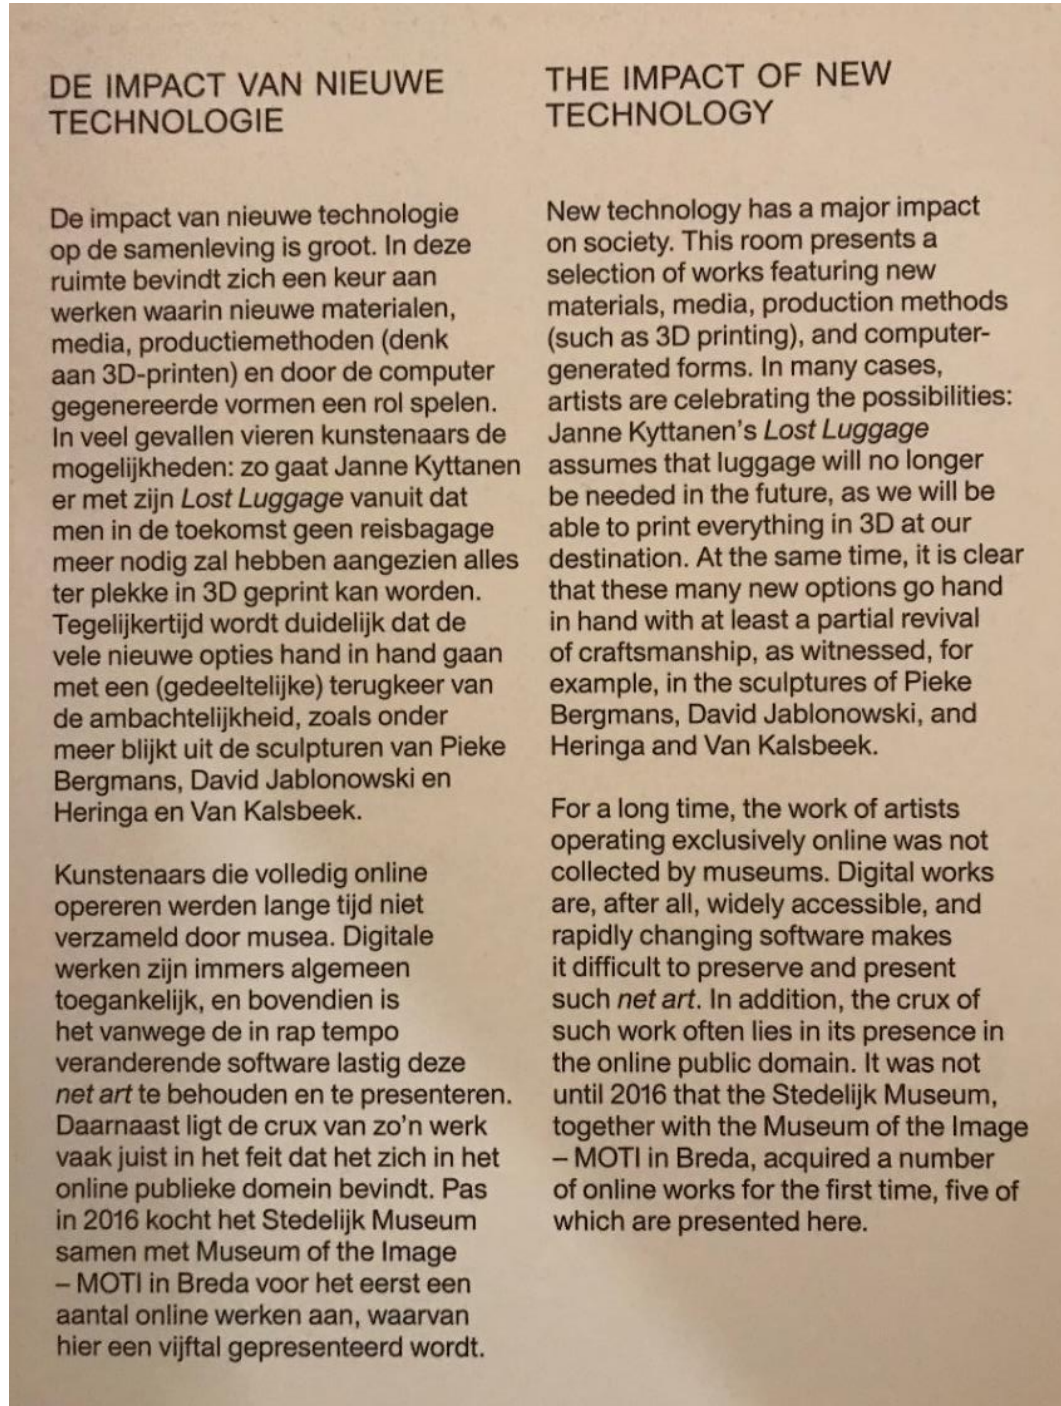 DE IMPACT VAN NIEUWE
TECHNOLOGIE
De impact van nieuwe technologie
op de samenleving is groot. In deze
ruimte bevindt zich een keur aan
werken waarin nieuwe materialen,
media, productiemethoden (denk
aan 3D-printen) en door de computer
gegenereerde vormen een rol spelen.
In veel gevallen vieren kunstenaars de
mogelijkheden: zo gaat Janne Kyttanen
er met zijn Lost Luggage vanuit dat
men in de toekomst geen reisbagage
meer nodig zal hebben aangezien alles
ter plekke in 3D geprint kan worden.
Tegelijkertijd wordt duidelijk dat de
vele nieuwe opties hand in hand gaan
met een (gedeeltelijke) terugkeer van
de ambachtelijkheid, zoals onder
meer blijkt uit de sculpturen van Pieke
Bergmans, David Jablonowski en
Heringa en Van Kalsbeek.
Kunstenaars die volledig online
opereren werden lange tijd niet
verzameld door musea. Digitale
werken zijn immers algemeen
toegankelijk, en bovendien is
het vanwege de in rap tempo
veranderende software lastig deze
net art te behouden en te presenteren.
Daarnaast ligt de crux van zo'n werk
vaak juist in het feit dat het zich in het
online publieke domein bevindt. Pas
in 2016 kocht het Stedelijk Museum
samen met Museum of the Image
– MOTI in Breda voor het eerst een
aantal online werken aan, waarvan
hier een vijftal gepresenteerd wordt.
THE IMPACT OF NEW
TECHNOLOGY
New technology has a major impact
on society. This room presents a
selection of works featuring new
materials, media, production methods
(such as 3D printing), and computer-
generated forms. In many cases,
artists are celebrating the possibilities:
Janne Kyttanen's Lost Luggage
assumes that luggage will no longer
be needed in the future, as we will be
able to print everything in 3D at our
destination. At the same time, it is clear
that these many new options go hand
in hand with at least a partial revival
of craftsmanship, as witnessed, for
example, in the sculptures of Pieke
Bergmans, David Jablonowski, and
Heringa and Van Kalsbeek.
For a long time, the work of artists
operating exclusively online was not
collected by museums. Digital works
are, after all, widely accessible, and
rapidly changing software makes
it difficult to preserve and present
such net art. In addition, the crux of
such work often lies in its presence in
the online public domain. It was not
until 2016 that the Stedelijk Museum,
together with the Museum of the Image
– MOTI in Breda, acquired a number
of online works for the first time, five of
which are presented here.